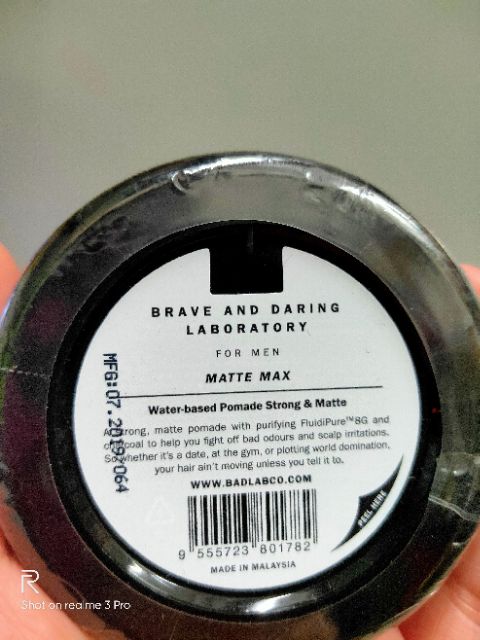 BRAVE AND DARING
LABORATORY
FOR MEN
MATTE MAX
Water-based Pomade Strong & Matte
A strong, matte pomade with purifying FluidiPure™8G and
charcoal to help you fight off bad odours and scalp irritations.
So whether it's a date, at the gym, or plotting world domination,
your hair ain't moving unless you tell it to.
WWW.BADLABCO.COM
9 555723 801782
MADE IN MALAYSIA
PEEL HERE
MFG:07.2019 064
R
Shot on realme 3 Pro